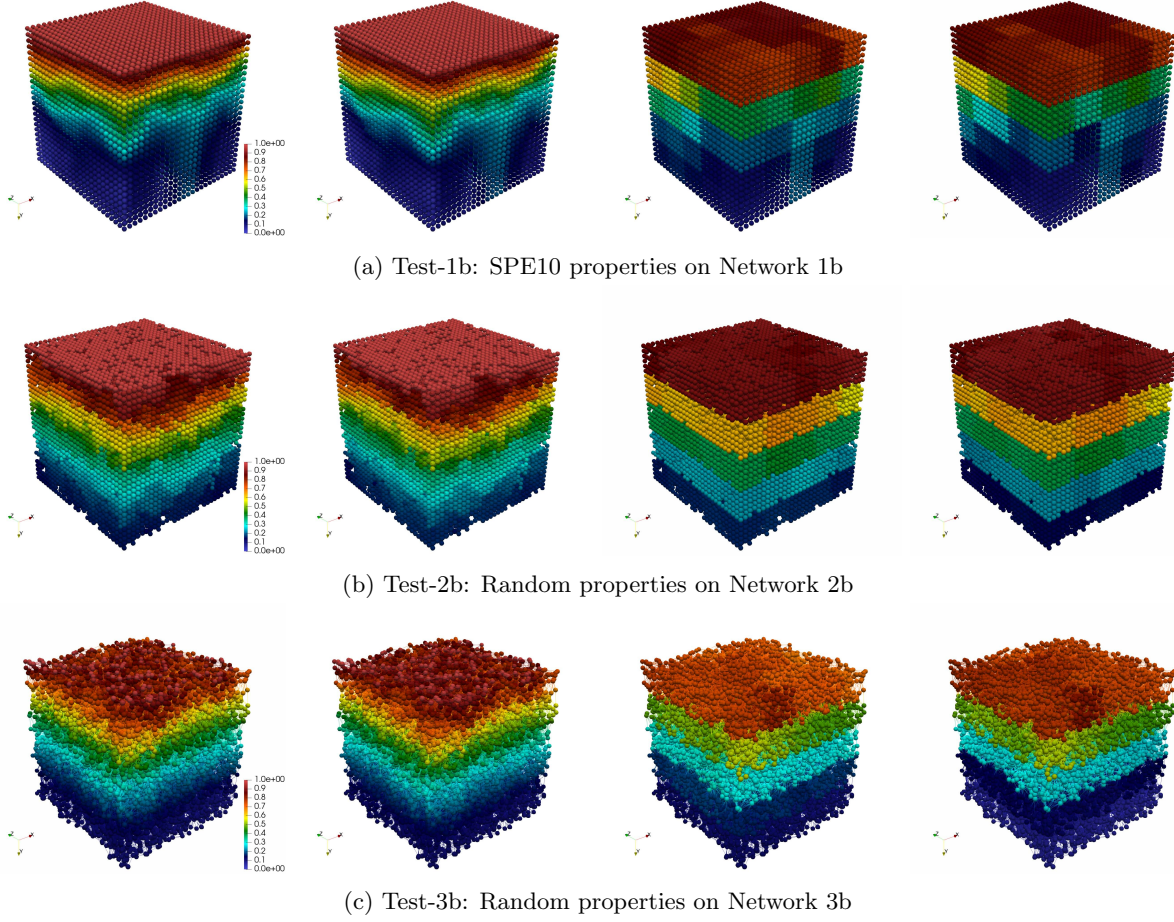 1.0e+00
0.9
0.8
0.7
0.6
0.5
0.4
0.3
0.2
0.1
0.0e+00
Z X Y
Z X Y
Z X Y
Z X Y
(a) Test-1b: SPE10 properties on Network 1b
1.0e+00
0.9
0.8
0.7
0.6
0.5
0.4
0.3
0.2
0.1
0.0e+00
Z X Y
Z X Y
Z X Y
Z X Y
(b) Test-2b: Random properties on Network 2b
1.0e+00
0.9
0.8
0.7
0.6
0.5
0.4
0.3
0.2
0.1
0.0e+00
Z X Y
Z X Y
Z X Y
Z X Y
(c) Test-3b: Random properties on Network 3b